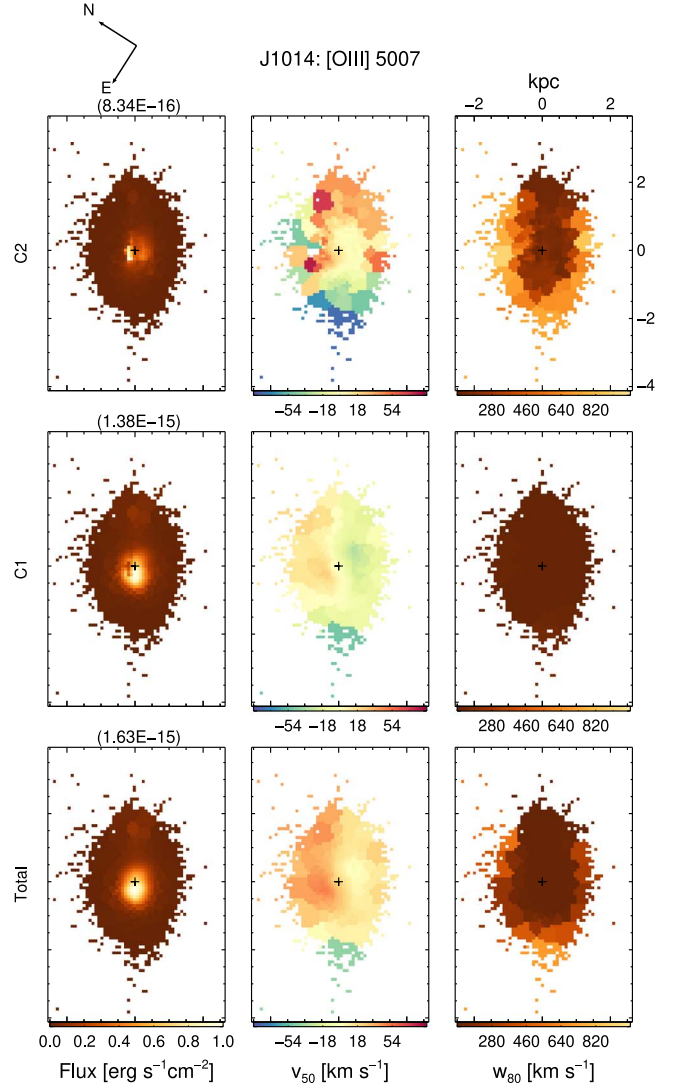 N
E
J1014: [OIII] 5007
(8.34E−16)
kpc
−2 0 2
C2
2
0
−2
−4
−54 −18 18 54
280 460 640 820
(1.38E−15)
C1
−54 −18 18 54
280 460 640 820
(1.63E−15)
Total
0.0 0.2 0.4 0.6 0.8 1.0
−54 −18 18 54
280 460 640 820
Flux [erg s⁻¹cm⁻²]
v₅₀ [km s⁻¹]
w₈₀ [km s⁻¹]